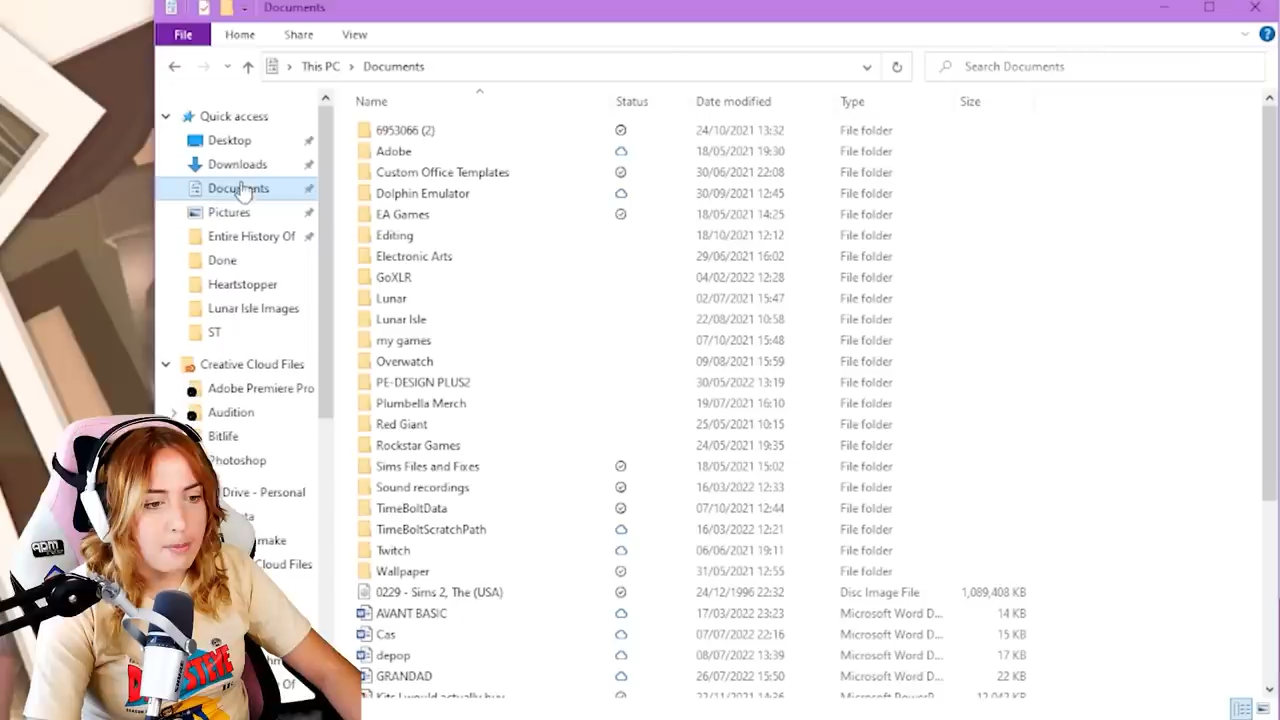 Documents
File Home Share View
This PC Documents Search Documents
Name Status Date modified Type Size
Quick access
Desktop
Downloads
Documents
Pictures
Entire History Of
Done
Heartstopper
Lunar Isle Images
ST
Creative Cloud Files
Adobe Premiere Pro
Audition
Bitlife
Photoshop
Drive - Personal
make
Cloud Files
Of
6953066 (2) 24/10/2021 13:32 File folder
Adobe 18/05/2021 19:30 File folder
Custom Office Templates 30/06/2021 22:08 File folder
Dolphin Emulator 30/09/2021 12:45 File folder
EA Games 18/05/2021 14:25 File folder
Editing 18/10/2021 12:12 File folder
Electronic Arts 29/06/2021 16:02 File folder
GoXLR 04/02/2022 12:28 File folder
Lunar 02/07/2021 15:47 File folder
Lunar Isle 22/08/2021 10:58 File folder
my games 07/10/2021 15:48 File folder
Overwatch 09/08/2021 15:59 File folder
PE-DESIGN PLUS2 30/05/2022 13:19 File folder
Plumbella Merch 19/07/2021 16:10 File folder
Red Giant 25/05/2021 10:15 File folder
Rockstar Games 24/05/2021 19:35 File folder
Sims Files and Fixes 18/05/2021 15:02 File folder
Sound recordings 16/03/2022 12:33 File folder
TimeBoltData 07/10/2021 12:44 File folder
TimeBoltScratchPath 16/03/2022 12:21 File folder
Twitch 06/06/2021 19:11 File folder
Wallpaper 31/05/2021 12:55 File folder
0229 - Sims 2, The (USA) 24/12/1996 22:32 Disc Image File 1,089,408 KB
AVANT BASIC 17/03/2022 23:23 Microsoft Word D... 14 KB
Cas 07/07/2022 22:16 Microsoft Word D... 15 KB
depop 08/07/2022 13:39 Microsoft Word D... 17 KB
GRANDAD 26/07/2022 15:50 Microsoft Word D... 22 KB
Kits I would actually buy
STEVE